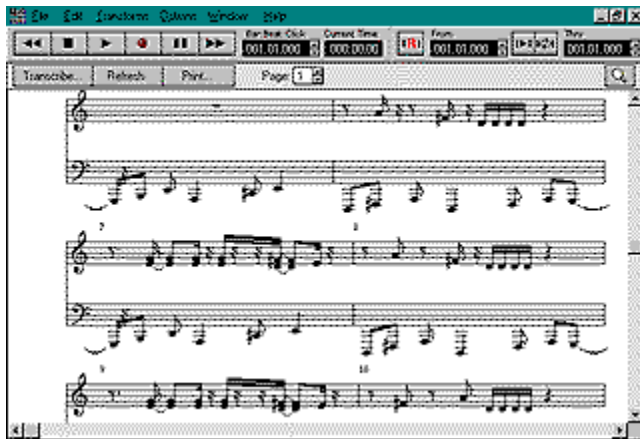 File Edit Transforms Options Window Help
Bar:Beat:Click Current Time From Thru
001.01.000 000:00:00 001.01.000 001.01.000
Transcribe... Refresh Print... Page: 1
7 8
9 10